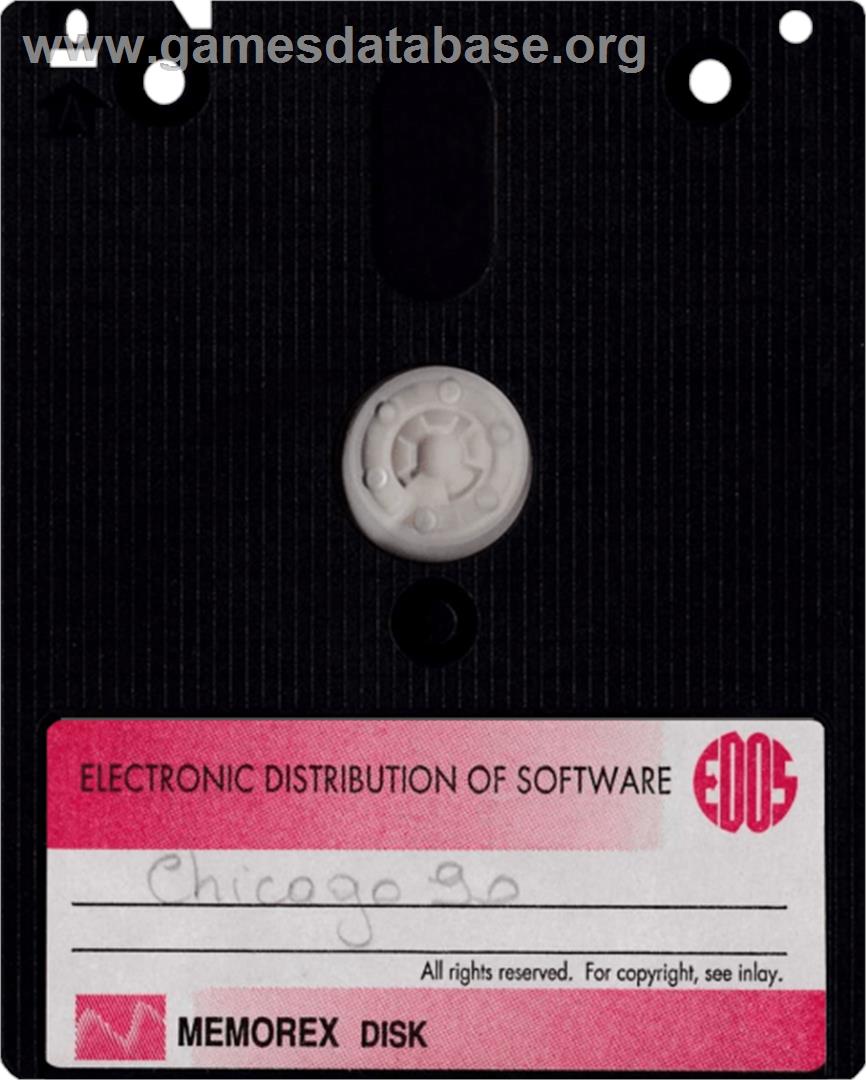 www.gamesdatabase.org
A
ELECTRONIC DISTRIBUTION OF SOFTWARE
EDOS
Chicago 90
All rights reserved. For copyright, see inlay.
MEMOREX DISK